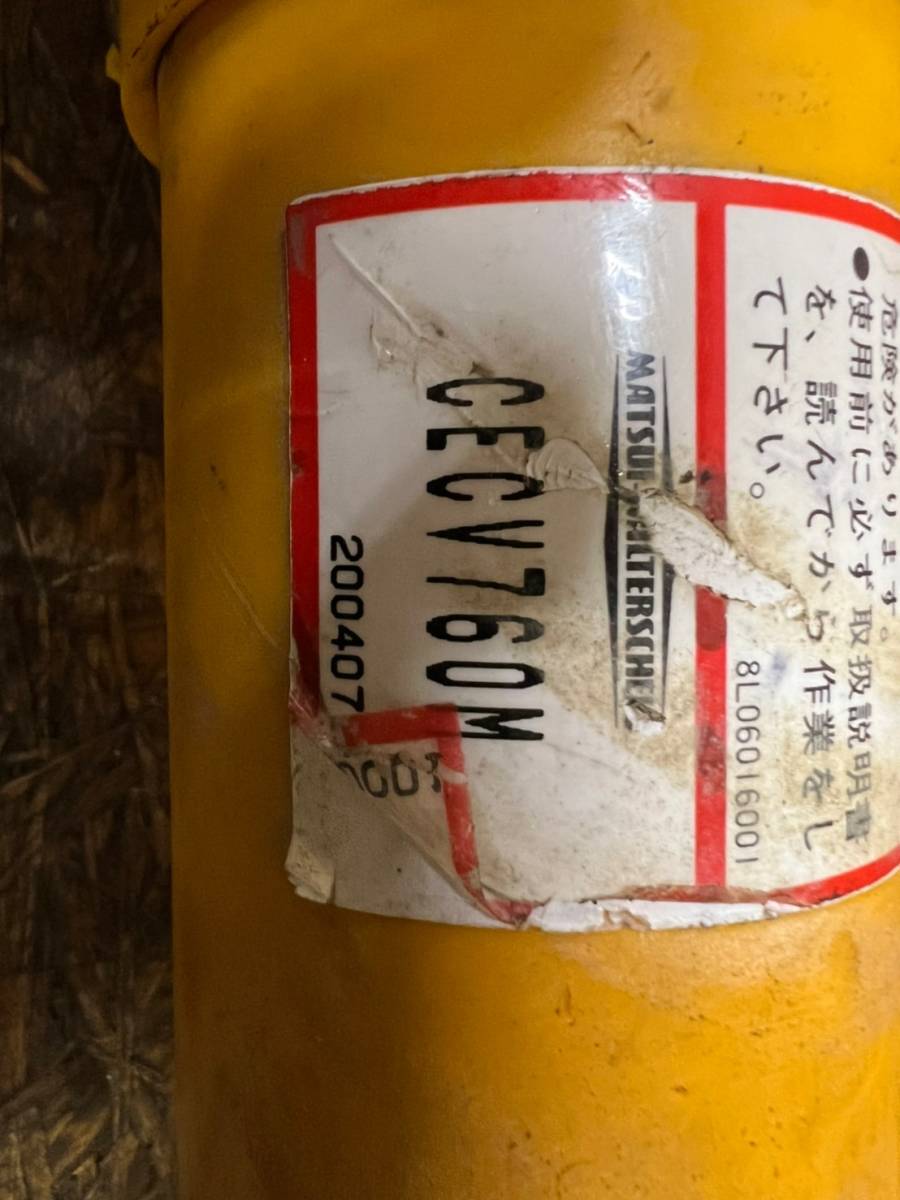 危険があります。
●使用前に必ず取扱説明書
を、読んでから作業をし
て下さい。
8L06016001
MATSUI-WALTERSCHEID
CECV760M
200407